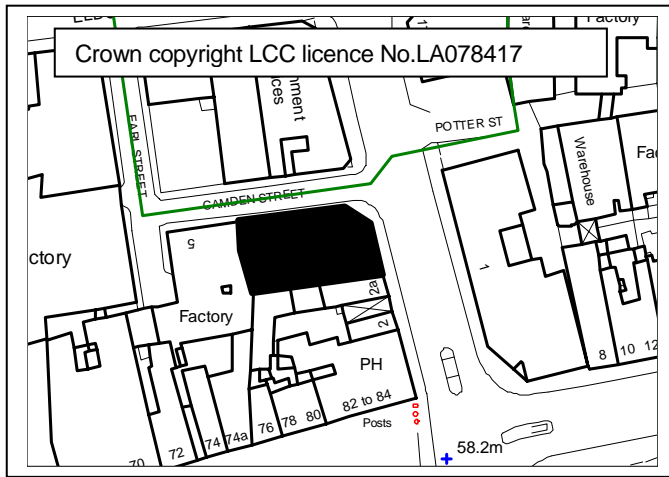 Crown copyright LCC licence No.LA078417
Factory
POTTER ST
EARL STREET
CAMDEN STREET
Warehouse
5
1
ctory
Factory
2a
2
PH
8
10
12
82 to 84
80
78
76
74a
74
72
70
Posts
58.2m